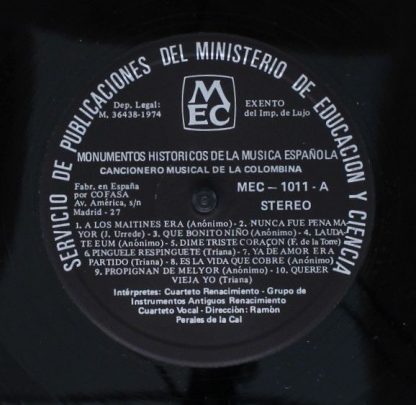 SERVICIO DE PUBLICACIONES DEL MINISTERIO DE EDUCACION Y CIENCIA
MEC
Dep. Legal:
M. 36438-1974
EXENTO
del Imp. de Lujo
MONUMENTOS HISTORICOS DE LA MUSICA ESPAÑOLA
CANCIONERO MUSICAL DE LA COLOMBINA
Fabr. en España
por COFASA
Av. América, s/n
Madrid - 27
MEC - 1011 - A
STEREO
1. A LOS MAITINES ERA (Anónimo) - 2. NUNCA FUE PENA MA-
YOR (J. Urrede) - 3. QUE BONITO NIÑO (Anónimo) - 4. LAUDA-
TE EUM (Anónimo) - 5. DIME TRISTE CORAÇON (F. de la Torre)
6. PINGUELE RESPINGUETE (Triana) - 7. YA DE AMOR ERA
PARTIDO (Triana) - 8. ES LA VIDA QUE COBRE (Anónimo)
9. PROPIGNAN DE MELYOR (Anónimo) - 10. QUERER
VIEJA YO (Triana)
Intérpretes: Cuarteto Renacimiento - Grupo de
Instrumentos Antiguos Renacimiento
Cuarteto Vocal - Direcciòn: Ramòn
Perales de la Cal